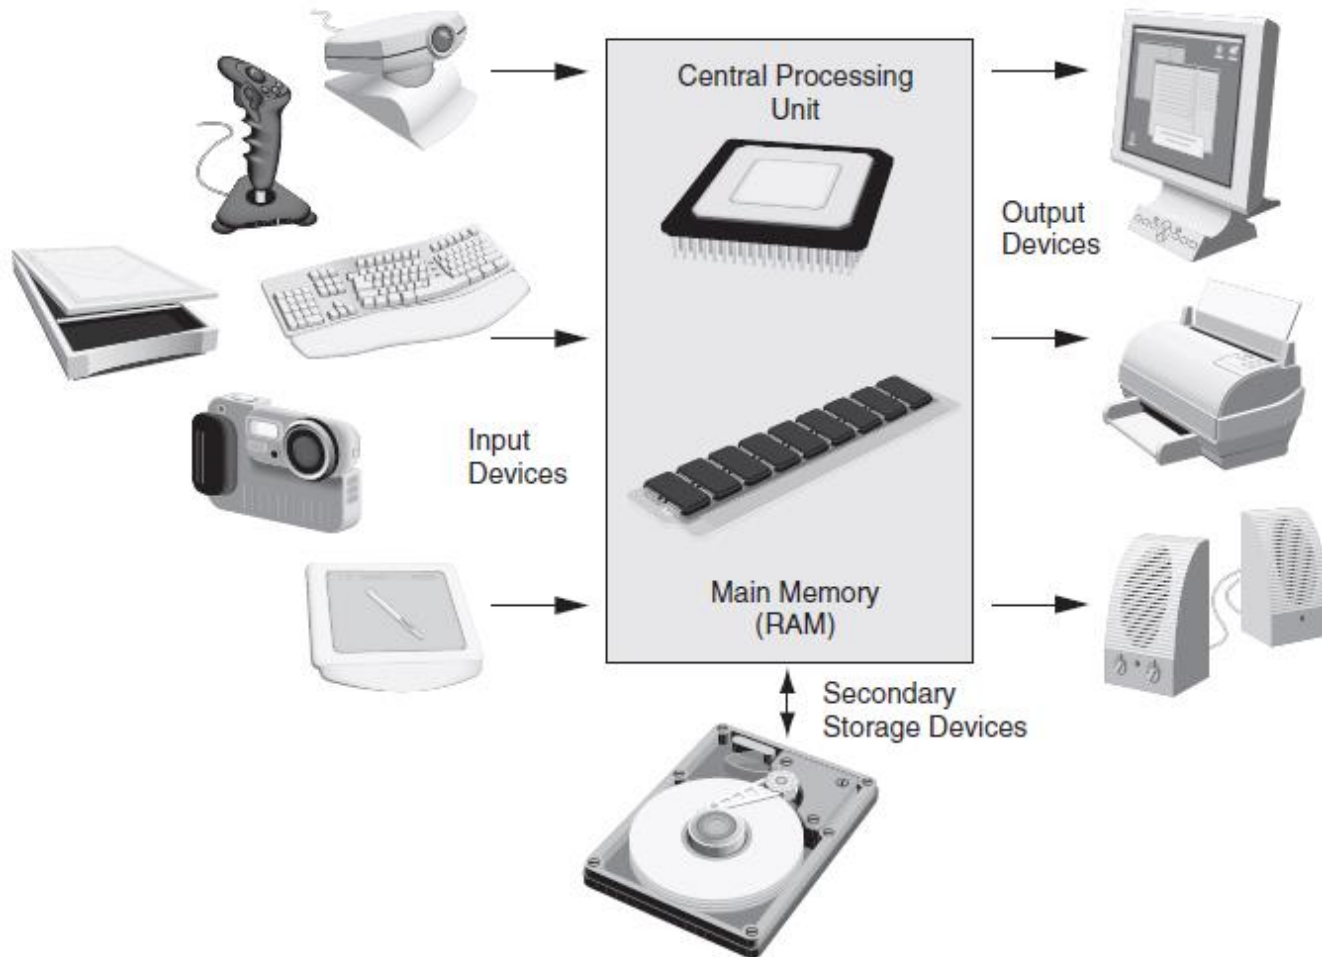 Central Processing
Unit
Output
Devices
Input
Devices
Main Memory
(RAM)
Secondary
Storage Devices